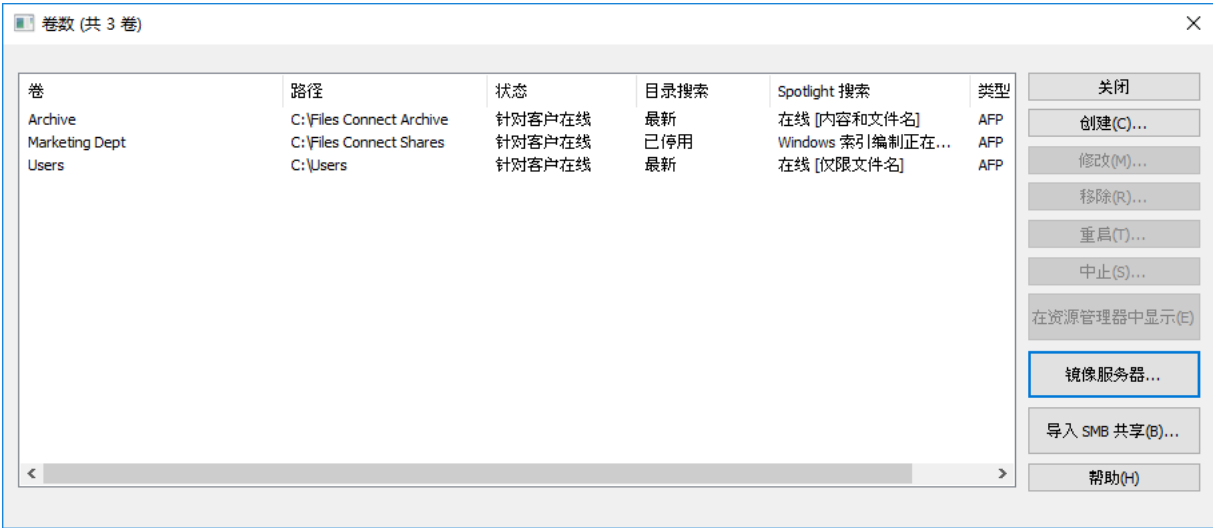 卷数 (共 3 卷)
卷 路径 状态 目录搜索 Spotlight 搜索 类型
Archive C:\Files Connect Archive 针对客户在线 最新 在线 [内容和文件名] AFP
Marketing Dept C:\Files Connect Shares 针对客户在线 已停用 Windows 索引编制正在... AFP
Users C:\Users 针对客户在线 最新 在线 [仅限文件名] AFP
关闭
创建(C)...
修改(M)...
移除(R)...
重启(T)...
中止(S)...
在资源管理器中显示(E)
镜像服务器...
导入 SMB 共享(B)...
帮助(H)